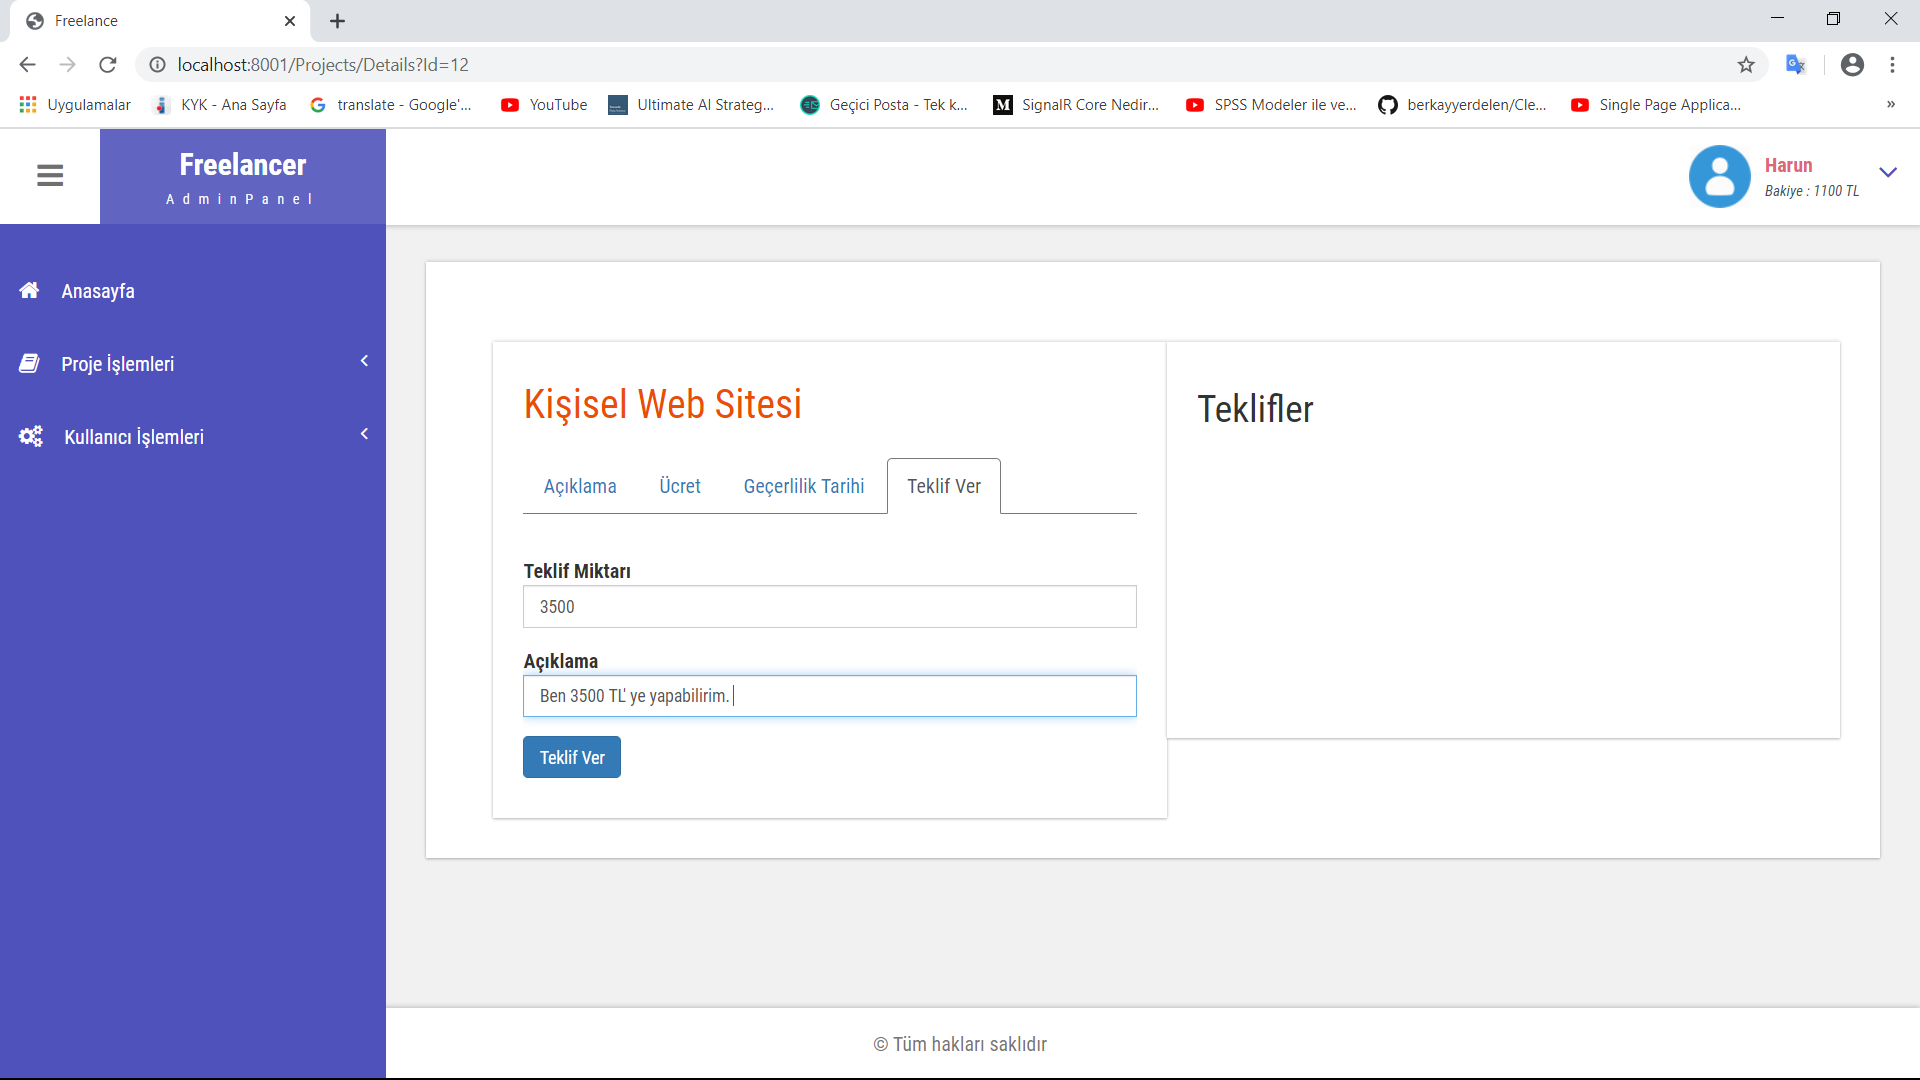 Freelance
localhost:8001/Projects/Details?Id=12
Uygulamalar
KYK - Ana Sayfa
translate - Google'...
YouTube
Ultimate AI Strateg...
Geçici Posta - Tek k...
SignalR Core Nedir...
SPSS Modeler ile ve...
berkayyerdelen/Cle...
Single Page Applica...
»
Freelancer
AdminPanel
Harun
Bakiye : 1100 TL
Anasayfa
Proje İşlemleri
Kullanıcı İşlemleri
Kişisel Web Sitesi
Açıklama
Ücret
Geçerlilik Tarihi
Teklif Ver
Teklif Miktarı
3500
Açıklama
Ben 3500 TL' ye yapabilirim.
Teklif Ver
Teklifler
© Tüm hakları saklıdır